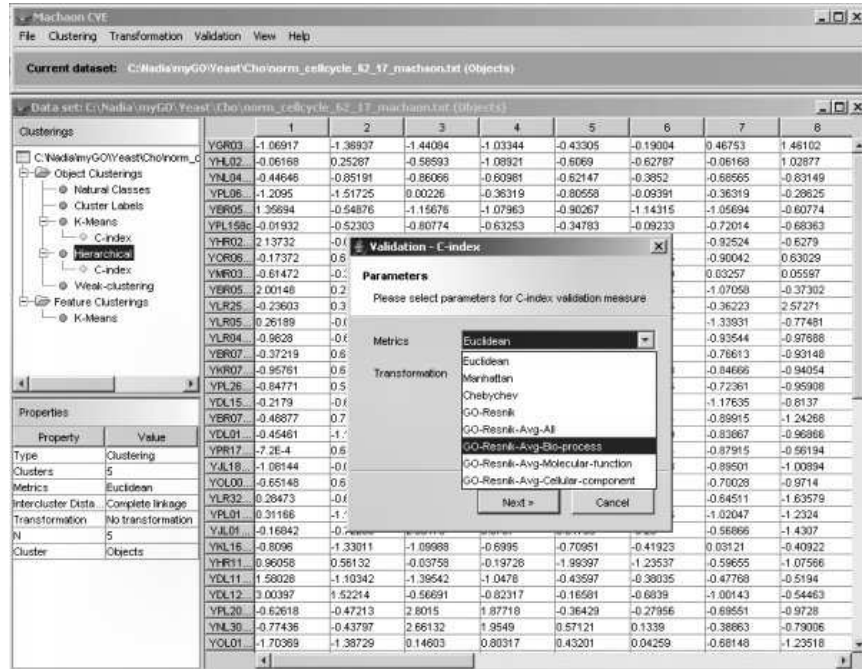 Machaon CVE
File Clustering Transformation Validation View Help
Current dataset: C:\Nadia\myGO\Yeast\Cho\norm_cellcycle_62_17_machaon.txt (Objects)
Data set: C:\Nadia\myGO\Yeast\Cho\norm_cellcycle_62_17_machaon.txt (Objects)
Clusterings
C:\Nadia\myGO\Yeast\Cho\norm_c
Object Clusterings
Natural Classes
Cluster Labels
K-Means
C-index
Hierarchical
C-index
Weak-clustering
Feature Clusterings
K-Means
Properties
Property Value
Type Clustering
Clusters 5
Metrics Euclidean
Intercluster Dista... Complete linkage
Transformation No transformation
N 5
Cluster Objects
1 2 3 4 5 6 7 8
YGR03... -1.06917 -1.36937 -1.44084 -1.03344 -0.43305 -0.19004 0.46753 1.46102
YHL02... -0.06168 0.25287 -0.58593 -1.08921 -0.6069 -0.62787 -0.06168 1.02877
YNL04... -0.44646 -0.85191 -0.86066 -0.60981 -0.62147 -0.3852 -0.68565 -0.83149
YPL06... -1.2095 -1.51725 0.00226 -0.36319 -0.80558 -0.09391 -0.36319 -0.28625
YBR05... 1.35694 -0.54876 -1.15676 -1.07963 -0.90267 -1.14315 -1.05694 -0.60774
YPL158c -0.01932 -0.52303 -0.80774 -0.63253 -0.34783 -0.09233 -0.72014 -0.68363
YHR02... 2.13732 -0.92524 -0.6279
YOR06... -0.17372 -0.90042 0.63029
YMR03... -0.61472 0.03257 0.05597
YBR05... 2.00148 -1.07058 -0.37302
YLR25... -0.23603 -0.36223 2.57271
YLR05... 0.26189 -1.33931 -0.77481
YLR04... -0.9828 -0.93544 -0.97688
YBR07... -0.37219 -0.76613 -0.93148
YKR07... -0.95761 -0.84666 -0.94054
YPL26... -0.84771 -0.72361 -0.95908
YDL15... -0.2179 -1.17635 -0.8137
YBR07... -0.48877 -0.89915 -1.24268
YDL01... -0.45461 -0.83867 -0.96866
YPR17... -7.2E-4 -0.87915 -0.56194
YJL18... -1.08144 -0.89501 -1.00894
YOL00... -0.65148 -0.70028 -0.9714
YLR32... 0.28473 -0.64511 -1.63579
YPL01... 0.31166 -1.02047 -1.2324
YJL01... -0.16842 -0.56866 -1.4307
YKL16... -0.8096 -1.33011 -1.09988 -0.6995 -0.70951 -0.41923 0.03121 -0.40922
YHR11... 0.96058 0.56132 -0.03758 -0.19728 -1.99397 -1.23537 -0.59655 -1.07566
YDL11... 1.58028 -1.10342 -1.39542 -1.0478 -0.43597 -0.38035 -0.47768 -0.5194
YDL12... 3.00397 1.52214 -0.56691 -0.82317 -0.16581 -0.6839 -1.00143 -0.54463
YPL20... -0.62618 -0.47213 2.8015 1.87718 -0.36429 -0.27956 -0.69551 -0.9728
YNL30... -0.77436 -0.43797 2.66132 1.9549 0.57121 0.1339 -0.38863 -0.79006
YOL01... -1.70369 -1.38729 0.14603 0.80317 0.43201 0.04259 -0.68148 -1.23518
Validation - C-index
Parameters
Please select parameters for C-index validation measure
Metrics Euclidean
Transformation
Euclidean
Manhattan
Chebychev
GO-Resnik
GO-Resnik-Avg-All
GO-Resnik-Avg-Bio-process
GO-Resnik-Avg-Molecular-function
GO-Resnik-Avg-Cellular-component
Next » Cancel